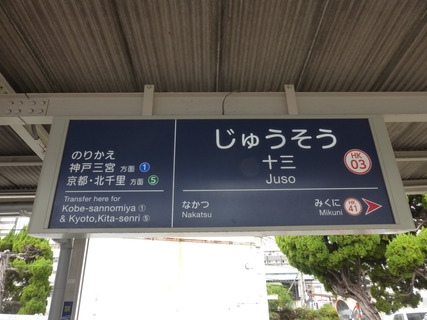 のりかえ
神戸三宮 方面 1
京都・北千里 方面 5
Transfer here for
Kobe-sannomiya ①
& Kyoto,Kita-senri ⑤
じゅうそう
十三
Juso
HK
03
なかつ
Nakatsu
みくに
Mikuni
HK
41